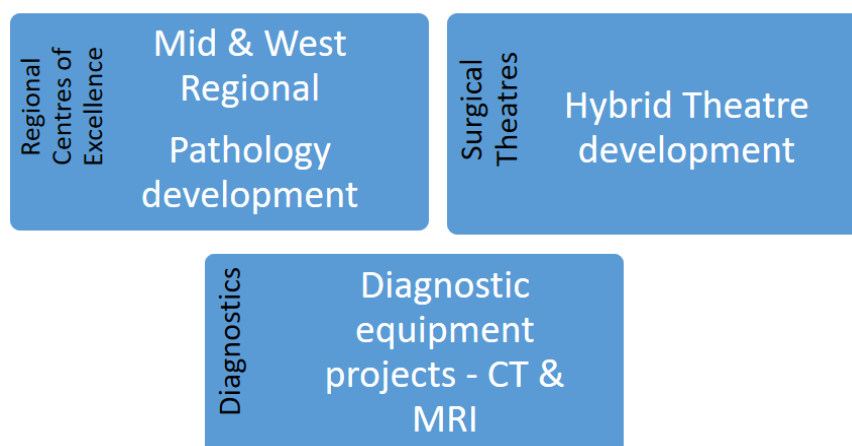 Regional
Centres of
Excellence
Mid & West
Regional
Pathology
development
Surgical
Theatres
Hybrid Theatre
development
Diagnostics
Diagnostic
equipment
projects - CT &
MRI